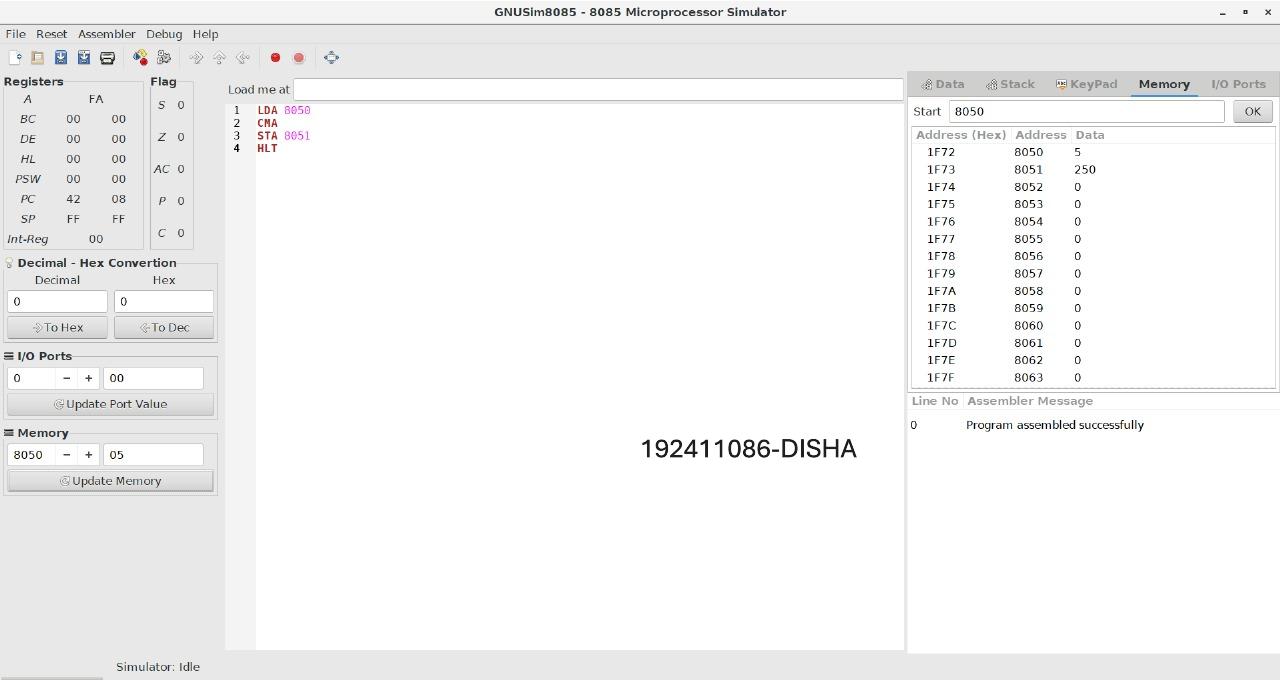 GNUSim8085 - 8085 Microprocessor Simulator
File Reset Assembler Debug Help
Registers
A FA
BC 00 00
DE 00 00
HL 00 00
PSW 00 00
PC 42 08
SP FF FF
Int-Reg 00
Flag
S 0
Z 0
AC 0
P 0
C 0
Decimal - Hex Convertion
Decimal Hex
0 0
To Hex To Dec
I/O Ports
0 - + 00
Update Port Value
Memory
8050 - + 05
Update Memory
Load me at
1 LDA 8050
2 CMA
3 STA 8051
4 HLT
192411086-DISHA
Data Stack KeyPad Memory I/O Ports
Start 8050 OK
Address (Hex) Address Data
1F72 8050 5
1F73 8051 250
1F74 8052 0
1F75 8053 0
1F76 8054 0
1F77 8055 0
1F78 8056 0
1F79 8057 0
1F7A 8058 0
1F7B 8059 0
1F7C 8060 0
1F7D 8061 0
1F7E 8062 0
1F7F 8063 0
Line No Assembler Message
0 Program assembled successfully
Simulator: Idle